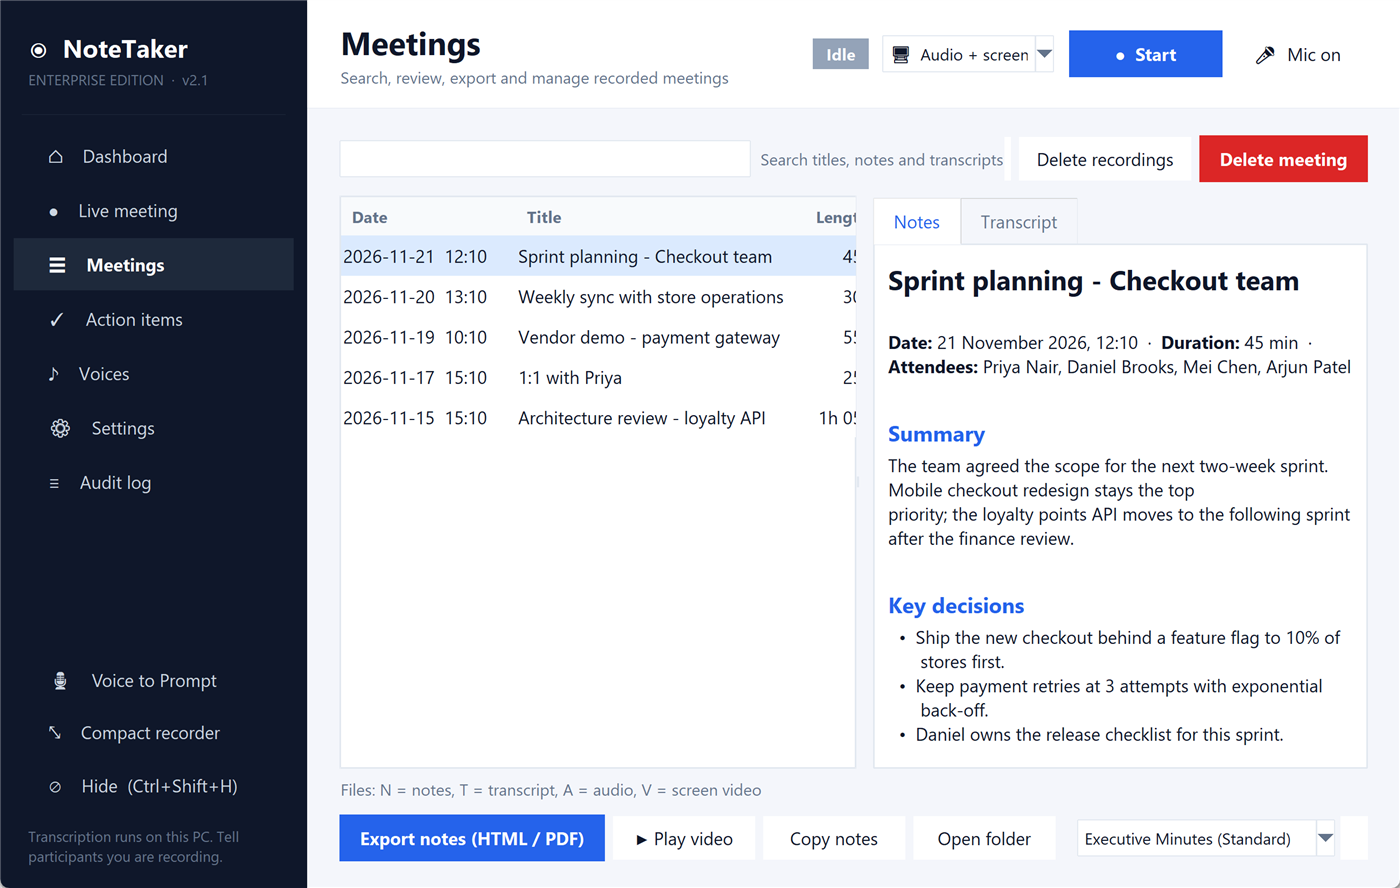 NoteTaker
ENTERPRISE EDITION · v2.1
Dashboard
Live meeting
Meetings
Action items
Voices
Settings
Audit log
Voice to Prompt
Compact recorder
Hide (Ctrl+Shift+H)
Transcription runs on this PC. Tell
participants you are recording.
Meetings
Search, review, export and manage recorded meetings
Idle
Audio + screen
Start
Mic on
Search titles, notes and transcripts
Delete recordings
Delete meeting
Date Title Lengt
2026-11-21 12:10 Sprint planning - Checkout team 45
2026-11-20 13:10 Weekly sync with store operations 30
2026-11-19 10:10 Vendor demo - payment gateway 55
2026-11-17 15:10 1:1 with Priya 25
2026-11-15 15:10 Architecture review - loyalty API 1h 05
Notes
Transcript
Sprint planning - Checkout team
Date: 21 November 2026, 12:10 · Duration: 45 min ·
Attendees: Priya Nair, Daniel Brooks, Mei Chen, Arjun Patel
Summary
The team agreed the scope for the next two-week sprint.
Mobile checkout redesign stays the top
priority; the loyalty points API moves to the following sprint
after the finance review.
Key decisions
• Ship the new checkout behind a feature flag to 10% of
stores first.
• Keep payment retries at 3 attempts with exponential
back-off.
• Daniel owns the release checklist for this sprint.
Files: N = notes, T = transcript, A = audio, V = screen video
Export notes (HTML / PDF)
Play video
Copy notes
Open folder
Executive Minutes (Standard)